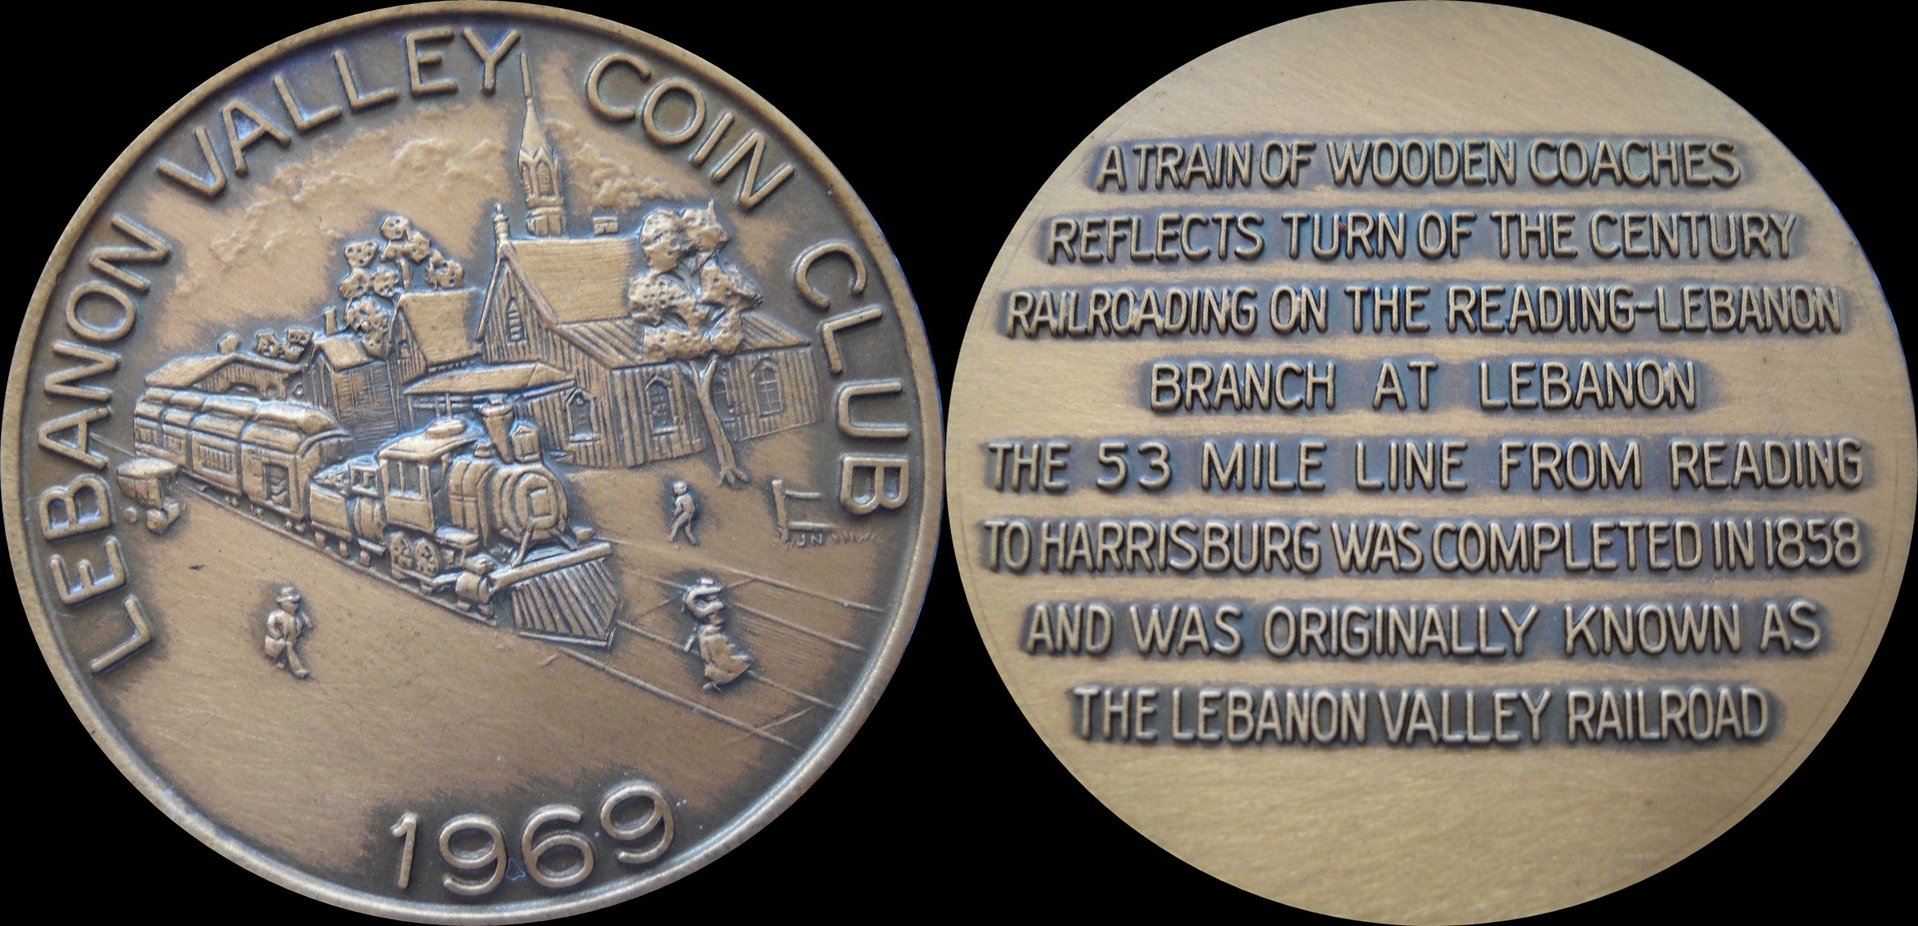 LEBANON VALLEY COIN CLUB
JN
1969
A TRAIN OF WOODEN COACHES
REFLECTS TURN OF THE CENTURY
RAILROADING ON THE READING-LEBANON
BRANCH AT LEBANON
THE 53 MILE LINE FROM READING
TO HARRISBURG WAS COMPLETED IN 1858
AND WAS ORIGINALLY KNOWN AS
THE LEBANON VALLEY RAILROAD